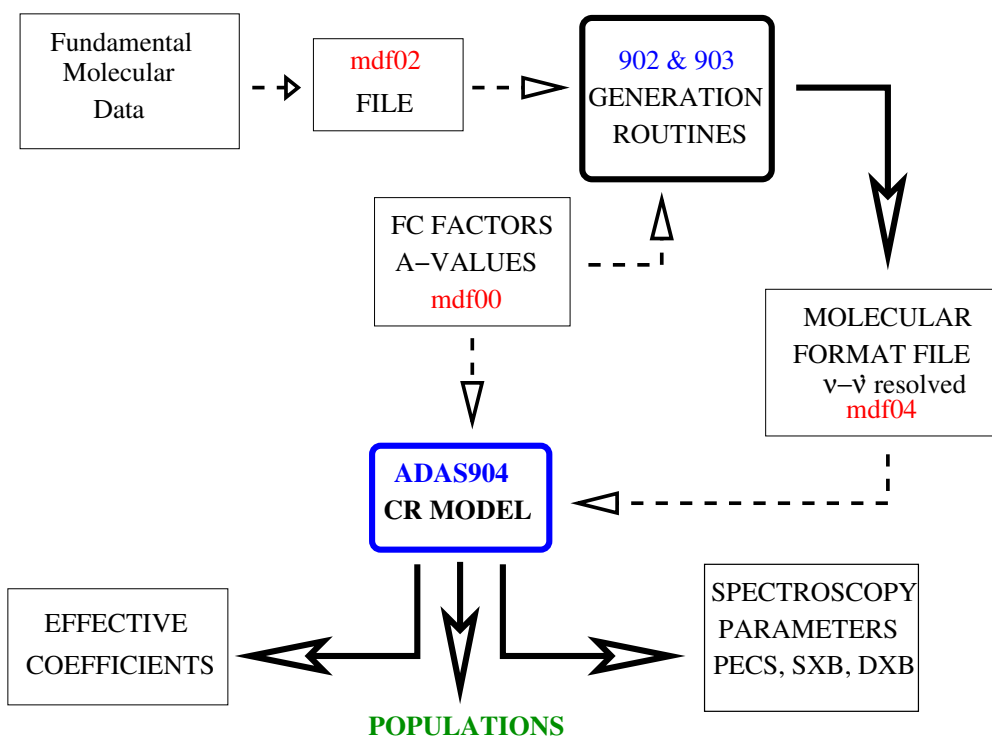 Fundamental
Molecular
Data
mdf02
FILE
902 & 903
GENERATION
ROUTINES
FC FACTORS
A−VALUES
mdf00
MOLECULAR
FORMAT FILE
ν−ν̀ resolved
mdf04
ADAS904
CR MODEL
EFFECTIVE
COEFFICIENTS
POPULATIONS
SPECTROSCOPY
PARAMETERS
PECS, SXB, DXB